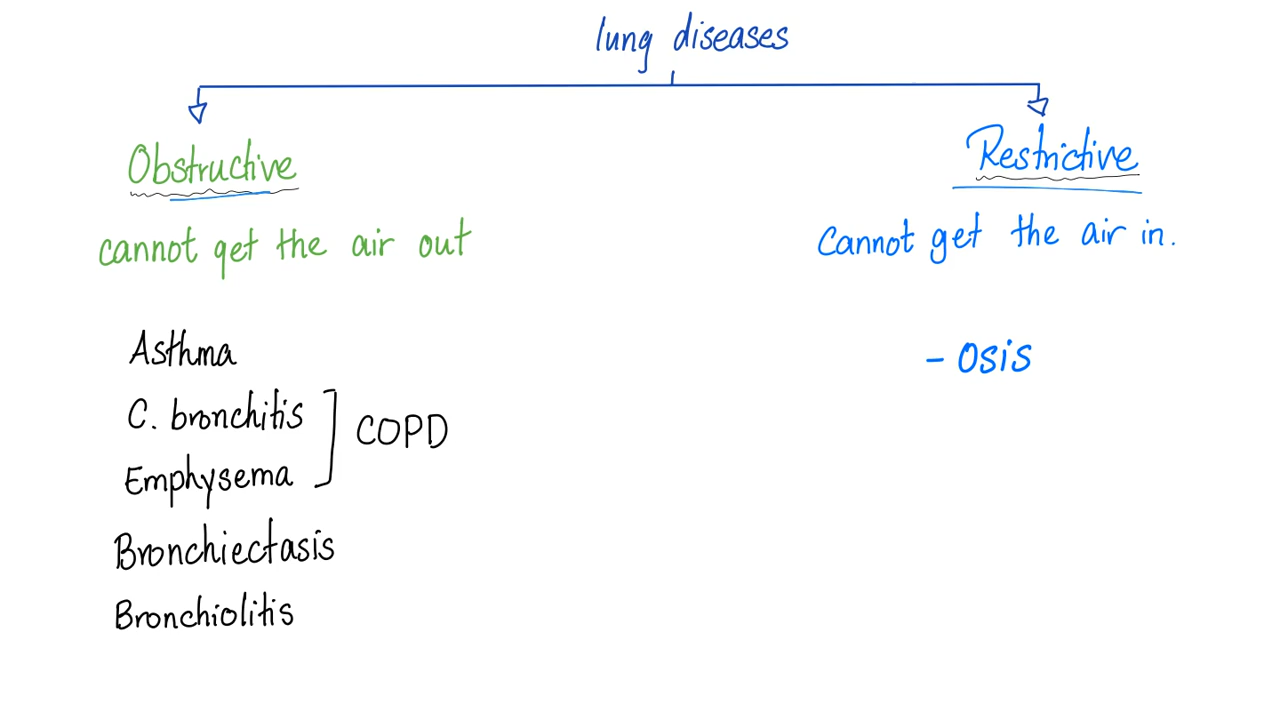 lung diseases
Obstructive
Restrictive
cannot get the air out
Cannot get the air in.
Asthma
- osis
C. bronchitis
COPD
Emphysema
Bronchiectasis
Bronchiolitis